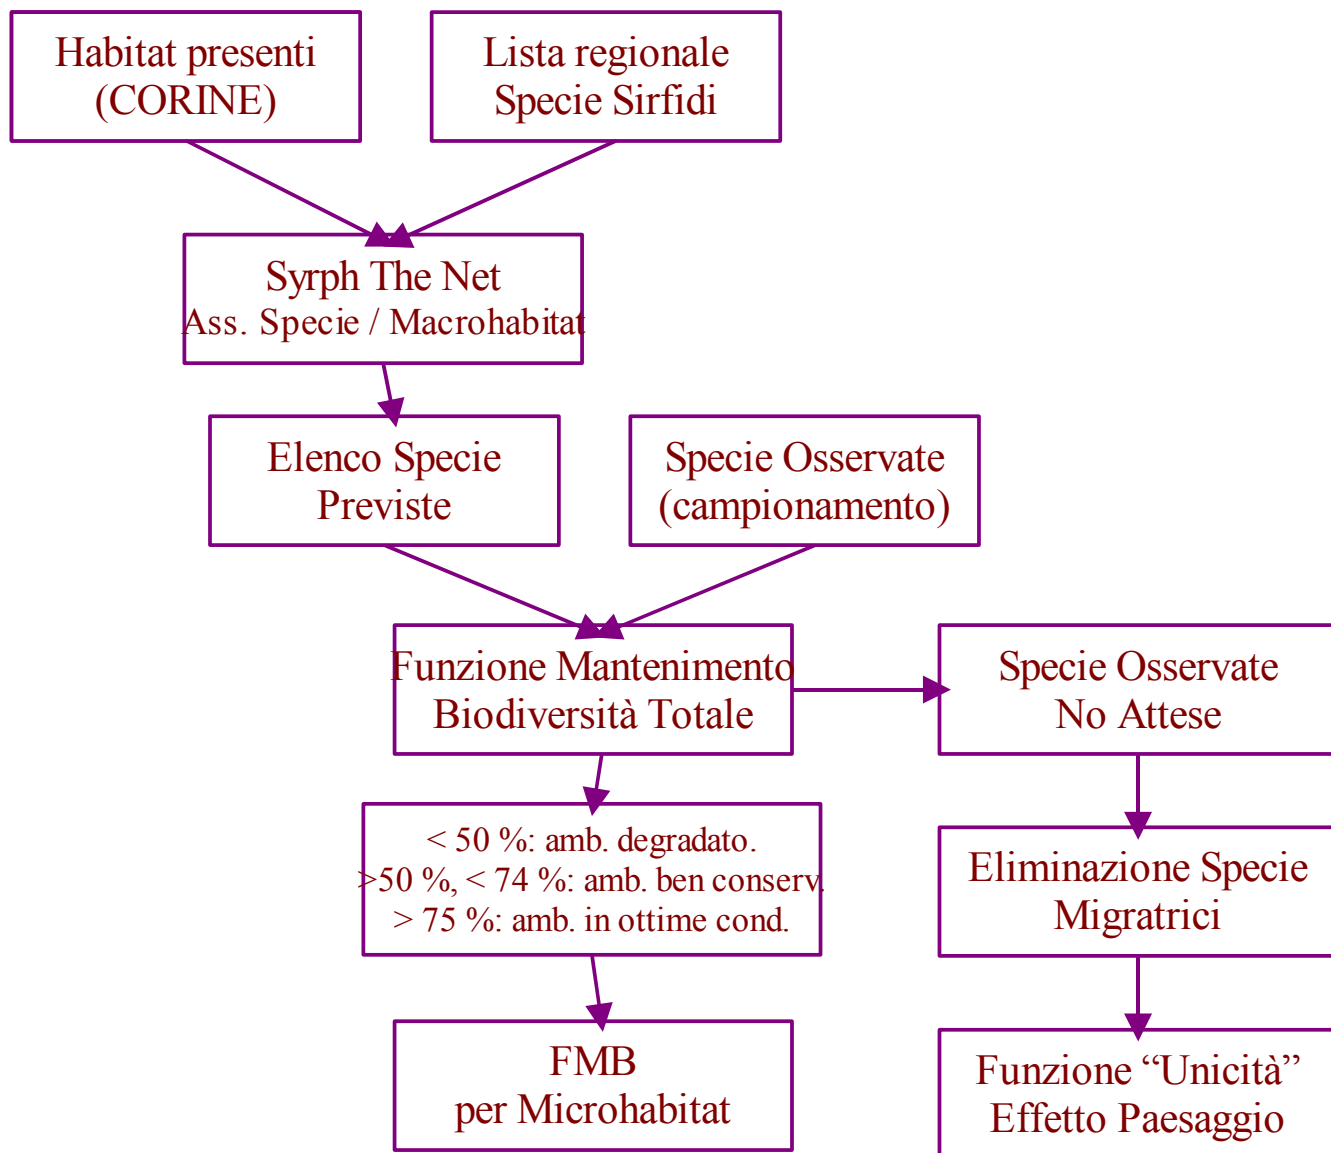 Habitat presenti
(CORINE)
Lista regionale
Specie Sirfidi
Syrph The Net
Ass. Specie / Macrohabitat
Elenco Specie
Previste
Specie Osservate
(campionamento)
Funzione Mantenimento
Biodiversità Totale
Specie Osservate
No Attese
< 50 %: amb. degradato.
>50 %, < 74 %: amb. ben conserv.
> 75 %: amb. in ottime cond.
Eliminazione Specie
Migratrici
FMB
per Microhabitat
Funzione “Unicità”
Effetto Paesaggio